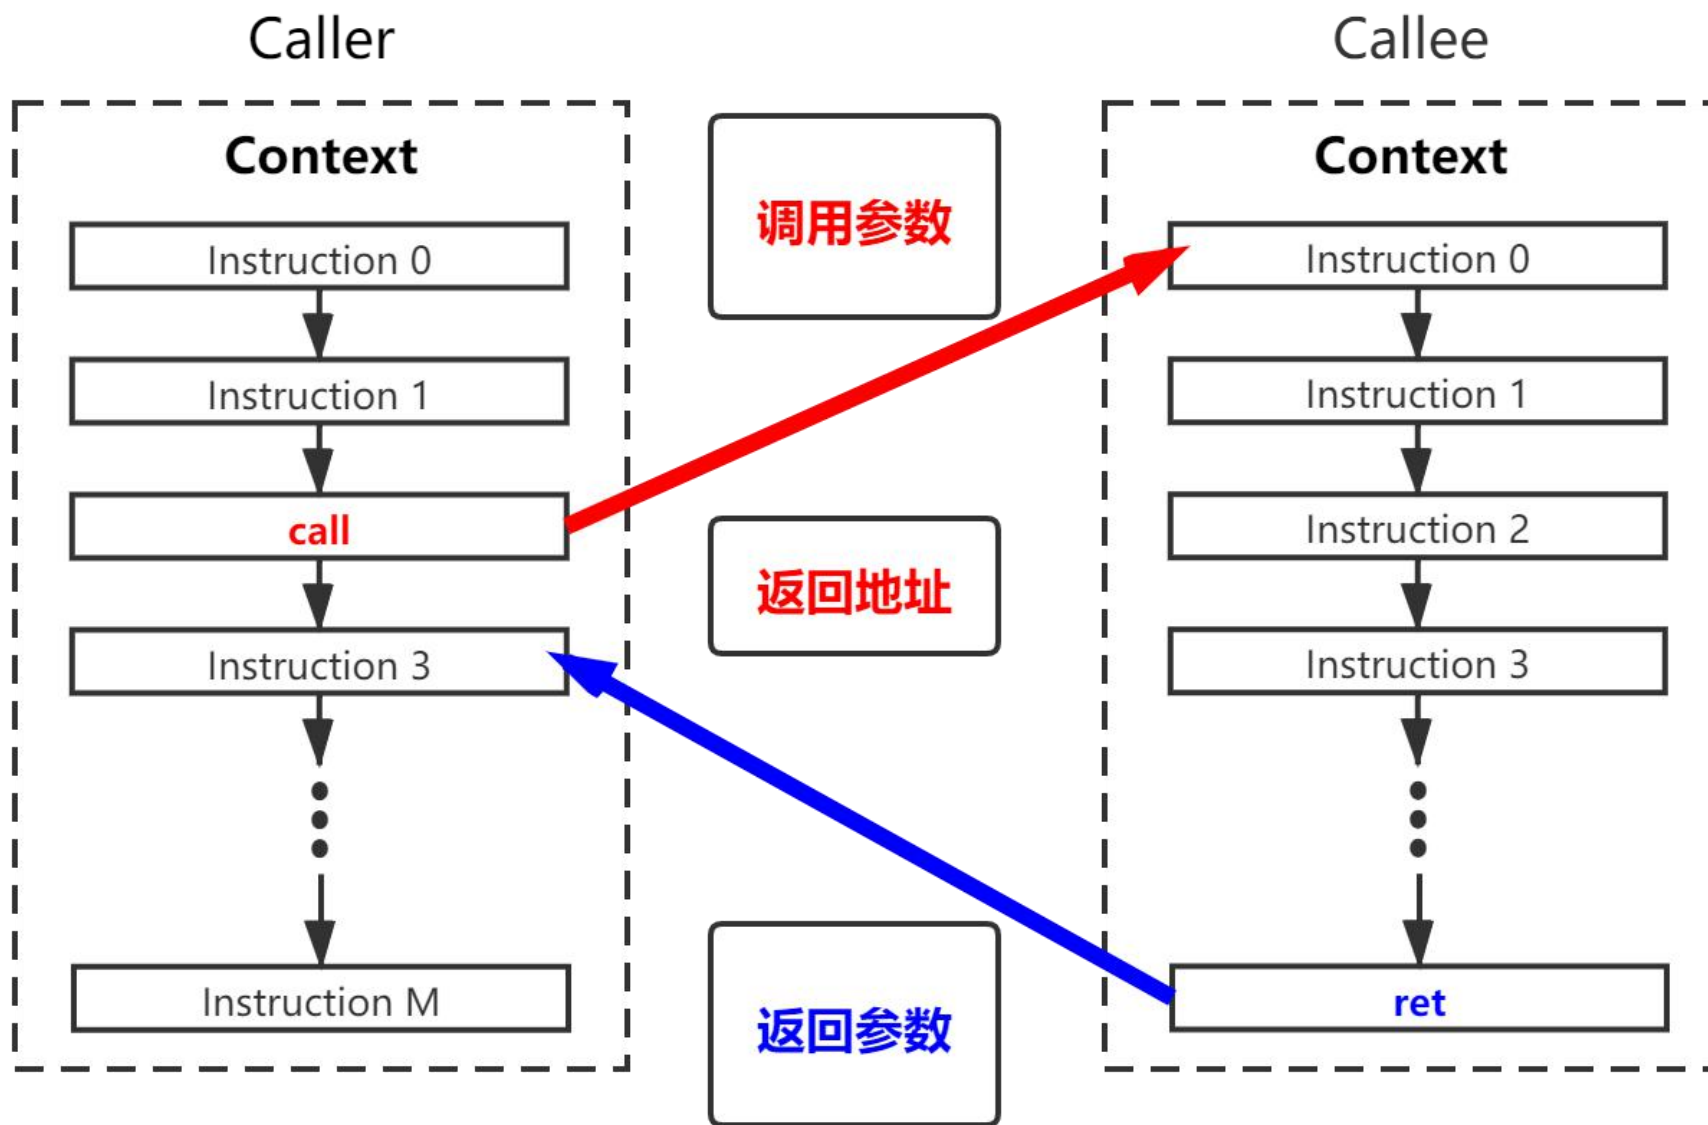 Caller
Context
Instruction 0
Instruction 1
call
Instruction 3
Instruction M
调用参数
返回地址
返回参数
Callee
Context
Instruction 0
Instruction 1
Instruction 2
Instruction 3
ret